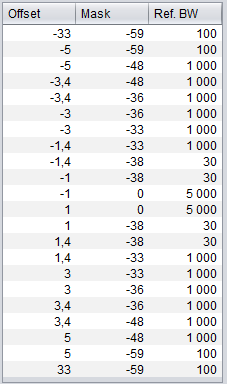 Offset Mask Ref. BW
-33 -59 100
-5 -59 100
-5 -48 1 000
-3,4 -48 1 000
-3,4 -36 1 000
-3 -36 1 000
-3 -33 1 000
-1,4 -33 1 000
-1,4 -38 30
-1 -38 30
-1 0 5 000
1 0 5 000
1 -38 30
1,4 -38 30
1,4 -33 1 000
3 -33 1 000
3 -36 1 000
3,4 -36 1 000
3,4 -48 1 000
5 -48 1 000
5 -59 100
33 -59 100